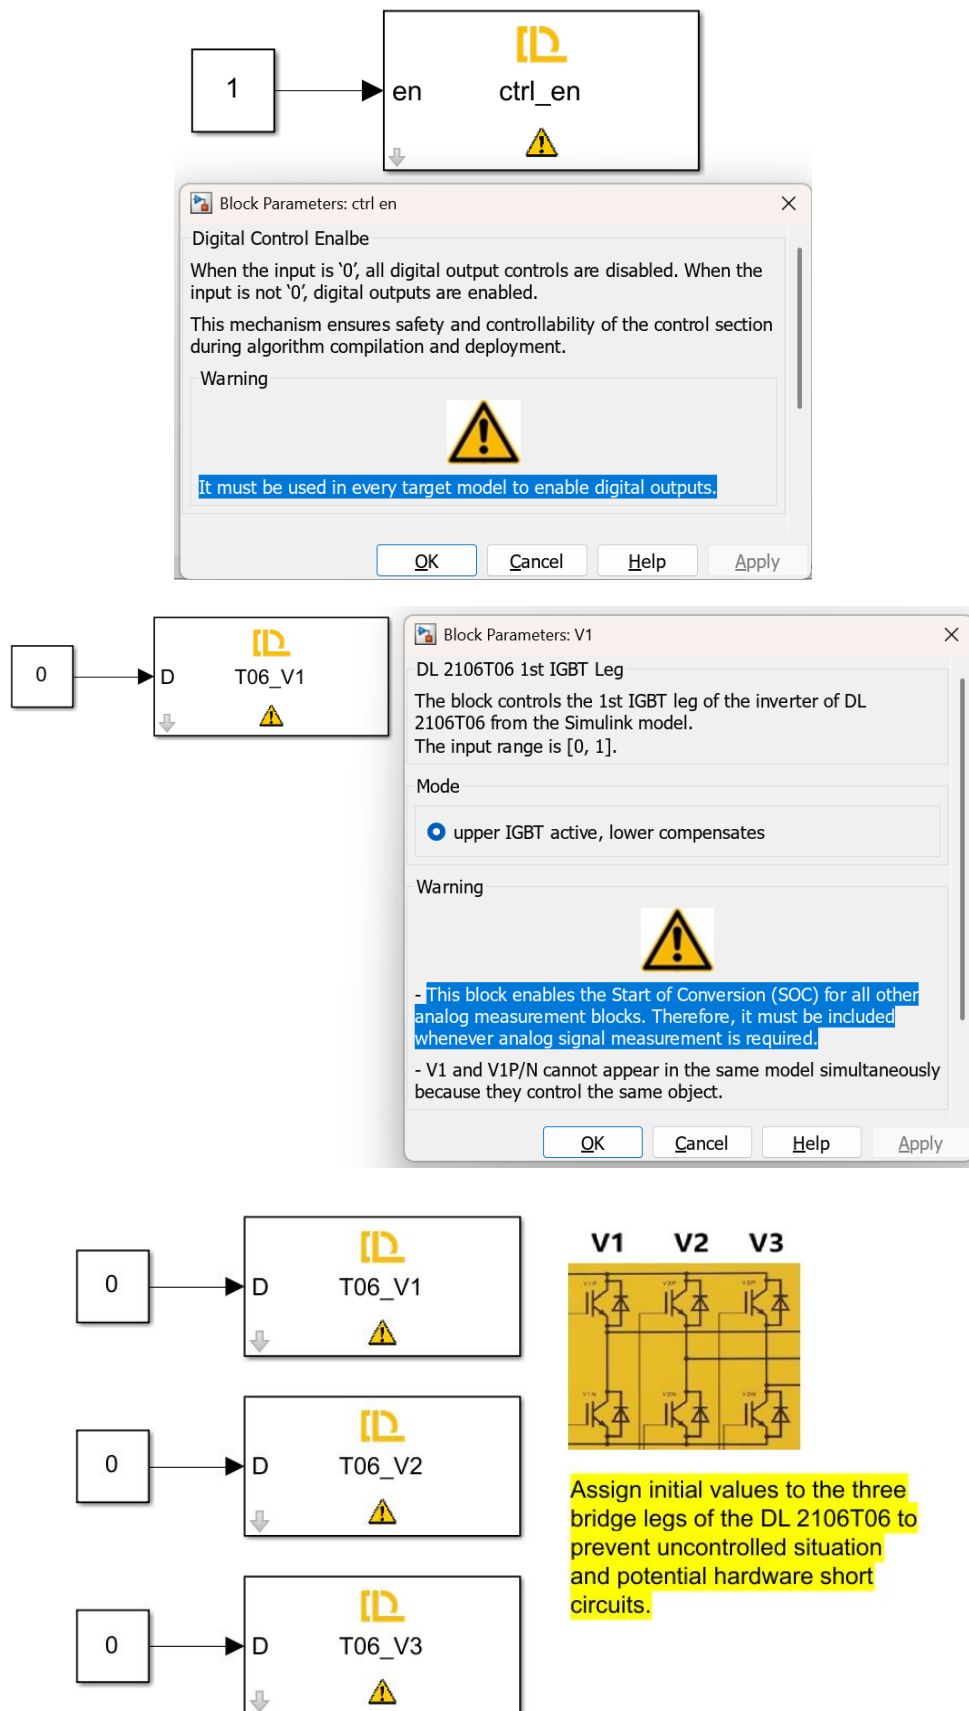 1
en
ctrl_en
Block Parameters: ctrl en
Digital Control Enalbe
When the input is ‘0’, all digital output controls are disabled. When the
input is not ‘0’, digital outputs are enabled.
This mechanism ensures safety and controllability of the control section
during algorithm compilation and deployment.
Warning
It must be used in every target model to enable digital outputs.
OK
Cancel
Help
Apply
0
D
T06_V1
Block Parameters: V1
DL 2106T06 1st IGBT Leg
The block controls the 1st IGBT leg of the inverter of DL
2106T06 from the Simulink model.
The input range is [0, 1].
Mode
upper IGBT active, lower compensates
Warning
- This block enables the Start of Conversion (SOC) for all other
analog measurement blocks. Therefore, it must be included
whenever analog signal measurement is required.
- V1 and V1P/N cannot appear in the same model simultaneously
because they control the same object.
OK
Cancel
Help
Apply
0
D
T06_V1
V1 V2 V3
V1P V2P V3P
V1N V2N V3N
0
D
T06_V2
Assign initial values to the three
bridge legs of the DL 2106T06 to
prevent uncontrolled situation
and potential hardware short
circuits.
0
D
T06_V3